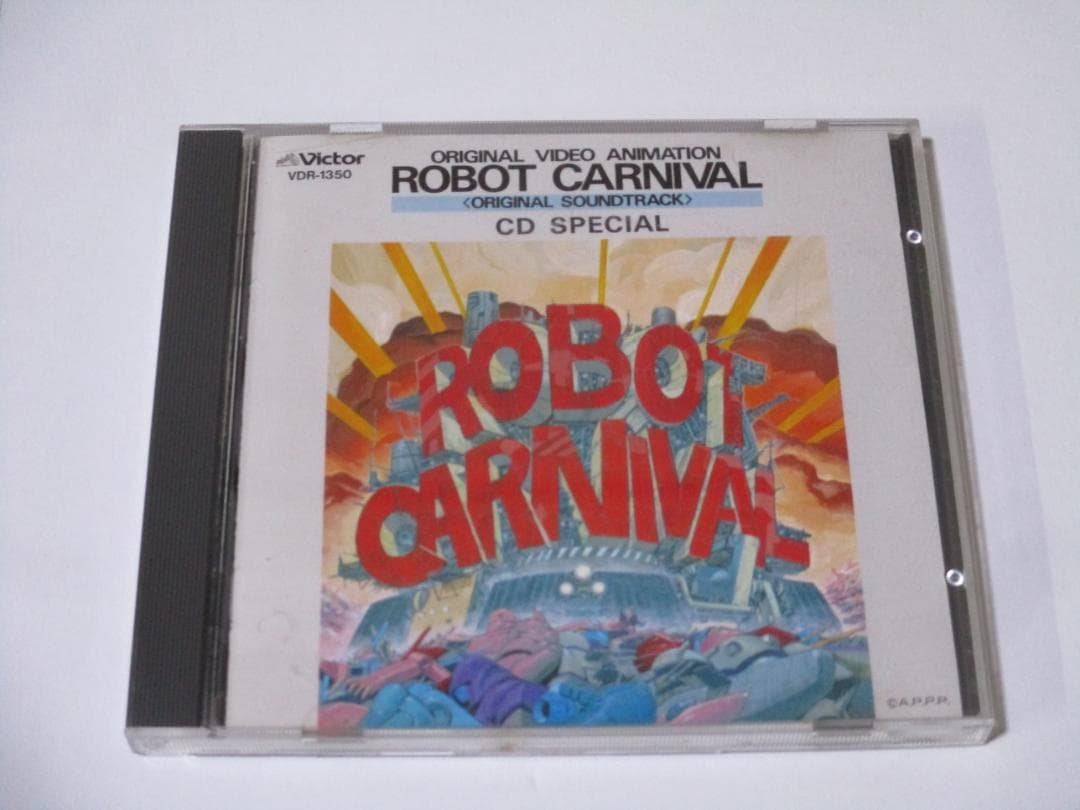 Victor
VDR-1350
ORIGINAL VIDEO ANIMATION
ROBOT CARNIVAL
<ORIGINAL SOUNDTRACK>
CD SPECIAL
ROBOT
CARNIVAL
©A.P.P.P.